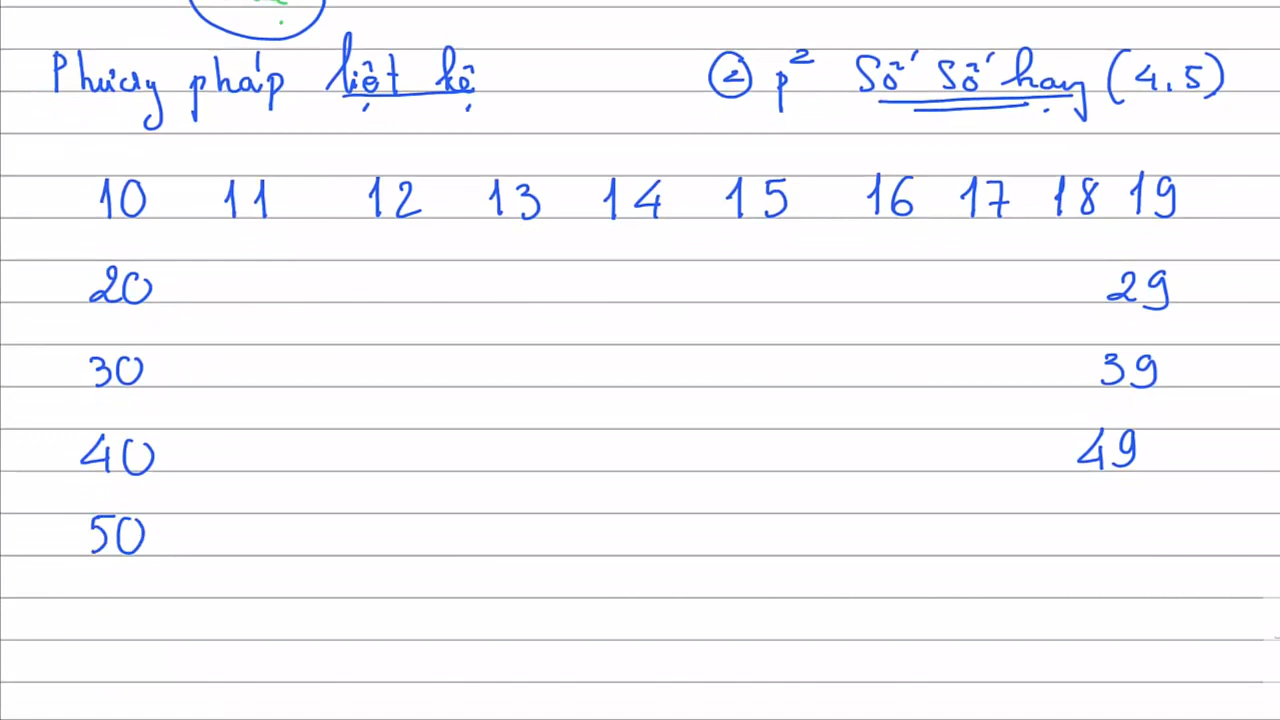 Phương pháp liệt kê ② p² Số Số hạng (4,5)
10 11 12 13 14 15 16 17 18 19
20 29
30 39
40 49
50